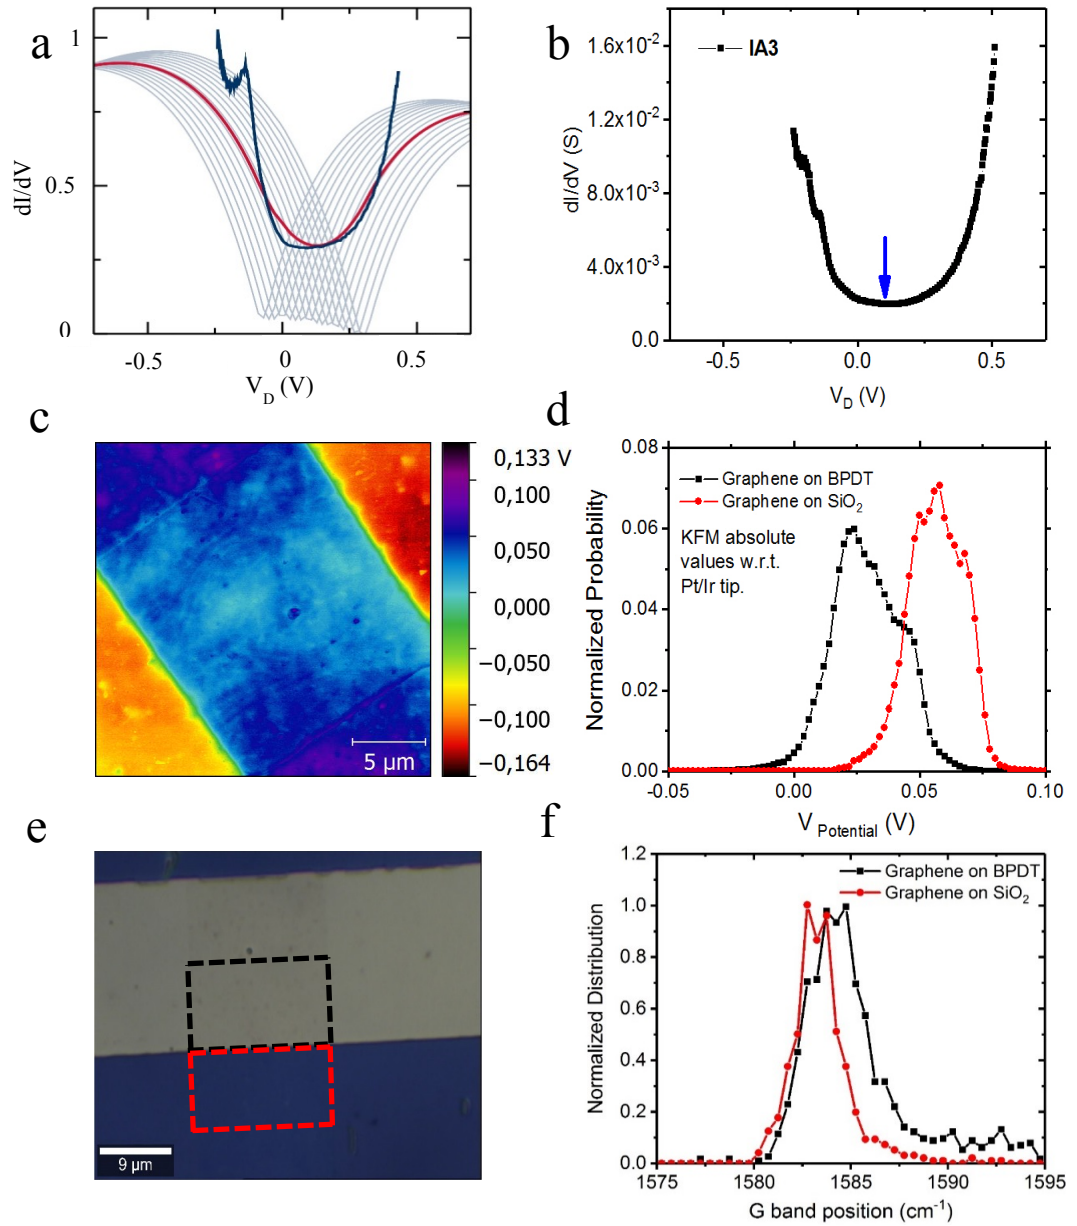 a
1
0.5
0
dI/dV
-0.5
0
0.5
V_D (V)
b
IA3
1.6x10⁻²
1.2x10⁻²
8.0x10⁻³
4.0x10⁻³
0.0
dI/dV (S)
-0.5
0.0
0.5
V_D (V)
c
0,133 V
0,100
0,050
0,000
−0,050
−0,100
−0,164
5 µm
d
0.08
0.06
0.04
0.02
0.00
Normalized Probability
Graphene on BPDT
Graphene on SiO₂
KFM absolute
values w.r.t.
Pt/Ir tip.
-0.05
0.00
0.05
0.10
V Potential (V)
e
9 µm
f
1.2
1.0
0.8
0.6
0.4
0.2
0.0
Normalized Distribution
Graphene on BPDT
Graphene on SiO₂
1575
1580
1585
1590
1595
G band position (cm⁻¹)